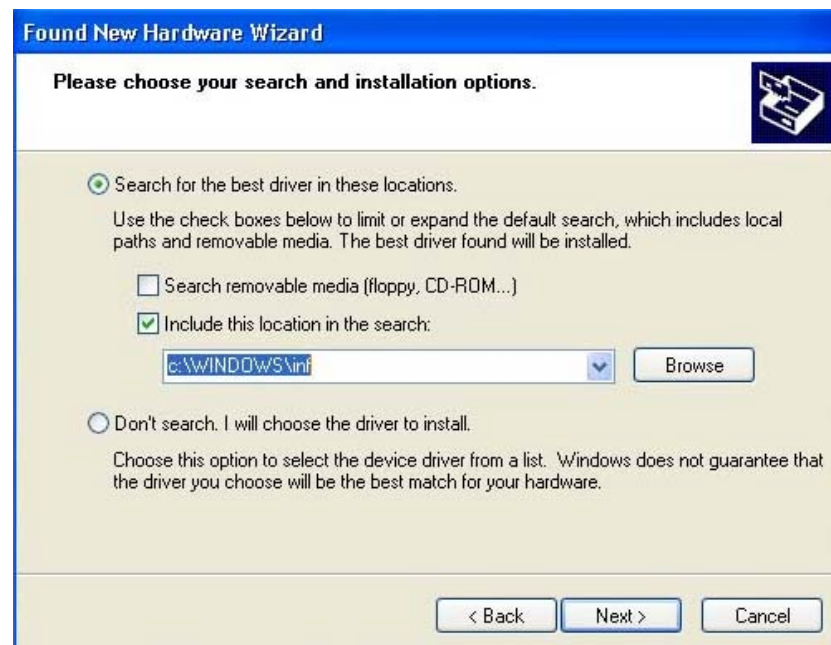 Found New Hardware Wizard
Please choose your search and installation options.
Search for the best driver in these locations.
Use the check boxes below to limit or expand the default search, which includes local
paths and removable media. The best driver found will be installed.
Search removable media (floppy, CD-ROM...)
Include this location in the search:
c:\WINDOWS\inf
Browse
Don't search. I will choose the driver to install.
Choose this option to select the device driver from a list. Windows does not guarantee that
the driver you choose will be the best match for your hardware.
< Back Next > Cancel